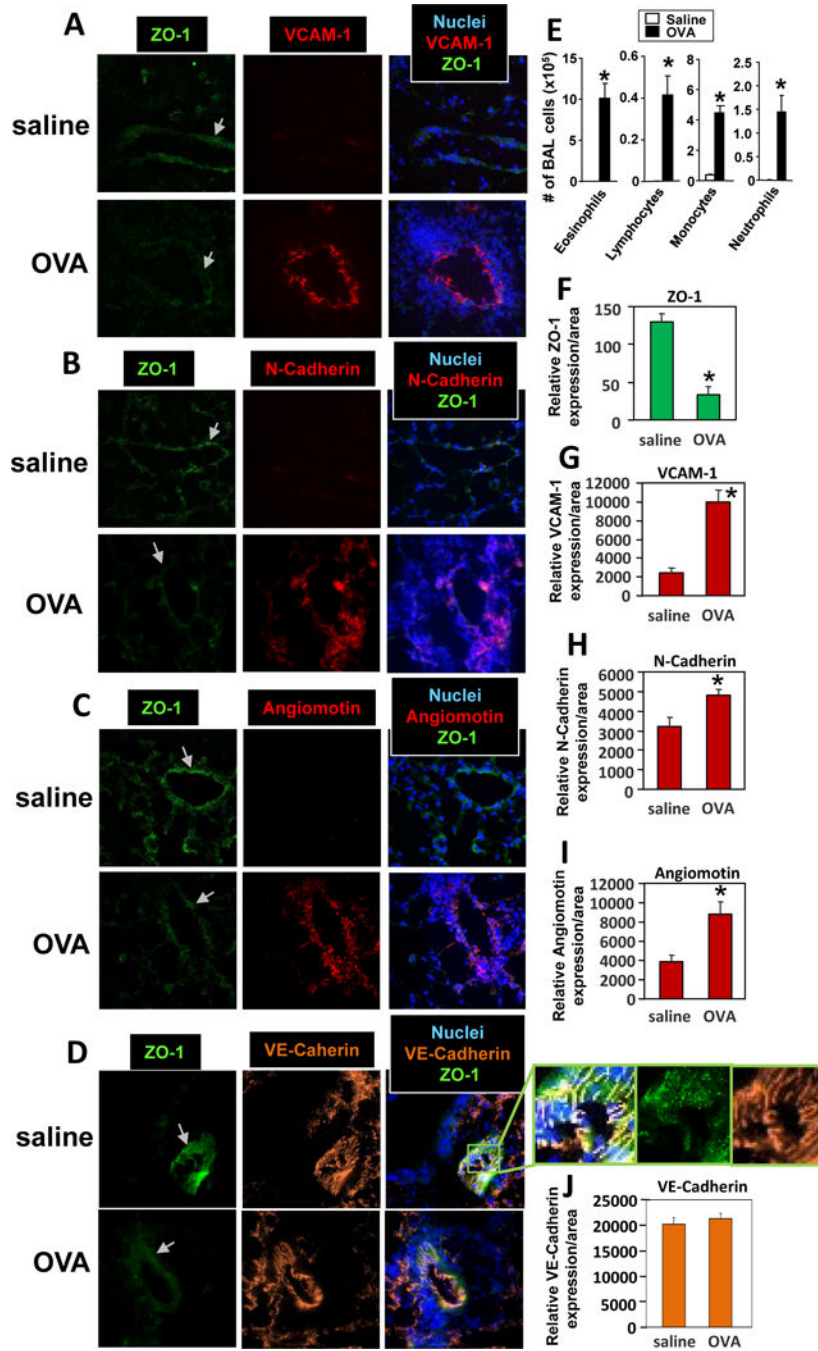 A
ZO-1
VCAM-1
Nuclei
VCAM-1
ZO-1
saline
OVA
B
ZO-1
N-Cadherin
Nuclei
N-Cadherin
ZO-1
saline
OVA
C
ZO-1
Angiomotin
Nuclei
Angiomotin
ZO-1
saline
OVA
D
ZO-1
VE-Caherin
Nuclei
VE-Cadherin
ZO-1
saline
OVA
E
Saline
OVA
# of BAL cells (x10⁵)
15
10
5
0
*
Eosinophils
0.6
0.4
0.2
0
*
Lymphocytes
8
6
4
2
0
*
Monocytes
2.5
2.0
1.5
1.0
0.5
0
*
Neutrophils
F
ZO-1
Relative ZO-1
expression/area
150
100
50
0
*
saline OVA
G
VCAM-1
Relative VCAM-1
expression/area
12000
10000
8000
6000
4000
2000
0
*
saline OVA
H
N-Cadherin
Relative N-Cadherin
expression/area
6000
5000
4000
3000
2000
1000
0
*
saline OVA
I
Angiomotin
Relative Angiomotin
expression/area
12000
10000
8000
6000
4000
2000
0
*
saline OVA
J
VE-Cadherin
Relative VE-Cadherin
expression/area
25000
20000
15000
10000
5000
0
saline OVA